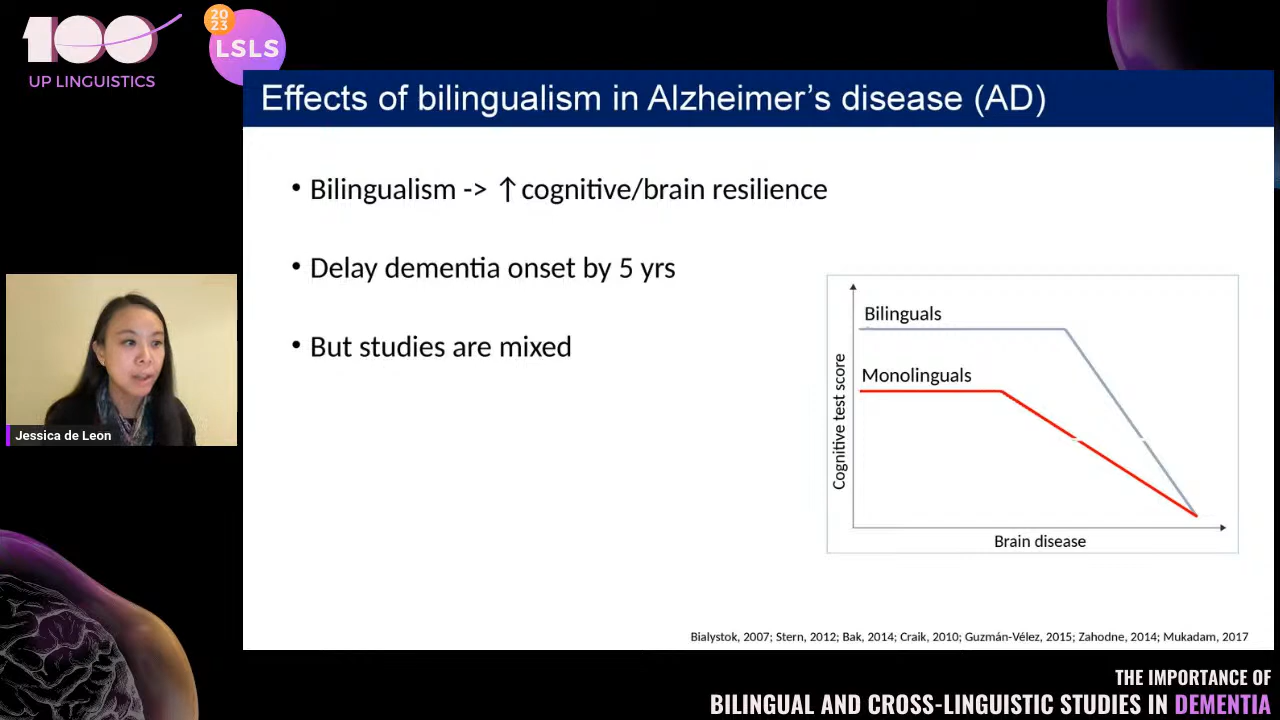 100
UP LINGUISTICS
20
23
LSLS
Effects of bilingualism in Alzheimer's disease (AD)
• Bilingualism -> ↑cognitive/brain resilience
• Delay dementia onset by 5 yrs
• But studies are mixed
Bilinguals
Monolinguals
Cognitive test score
Brain disease
Bialystok, 2007; Stern, 2012; Bak, 2014; Craik, 2010; Guzmán-Vélez, 2015; Zahodne, 2014; Mukadam, 2017
Jessica de Leon
THE IMPORTANCE OF
BILINGUAL AND CROSS-LINGUISTIC STUDIES IN DEMENTIA